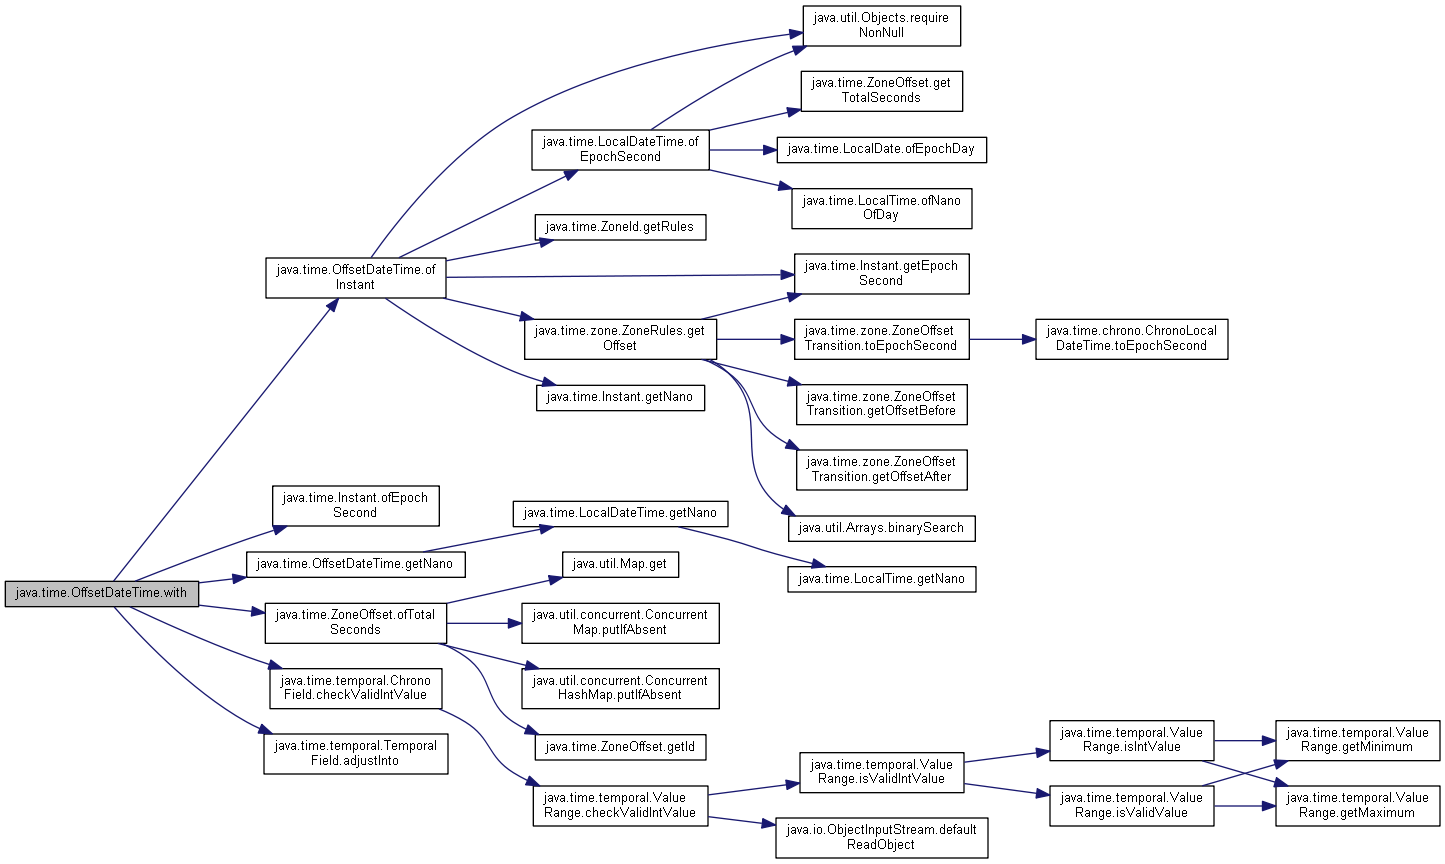 java.util.Objects.require
NonNull
java.time.ZoneOffset.get
TotalSeconds
java.time.LocalDateTime.of
EpochSecond
java.time.LocalDate.ofEpochDay
java.time.LocalTime.ofNano
OfDay
java.time.ZoneId.getRules
java.time.OffsetDateTime.of
Instant
java.time.Instant.getEpoch
Second
java.time.zone.ZoneRules.get
Offset
java.time.zone.ZoneOffset
Transition.toEpochSecond
java.time.chrono.ChronoLocal
DateTime.toEpochSecond
java.time.Instant.getNano
java.time.zone.ZoneOffset
Transition.getOffsetBefore
java.time.zone.ZoneOffset
Transition.getOffsetAfter
java.time.Instant.ofEpoch
Second
java.time.LocalDateTime.getNano
java.util.Arrays.binarySearch
java.time.OffsetDateTime.getNano
java.util.Map.get
java.time.LocalTime.getNano
java.time.OffsetDateTime.with
java.time.ZoneOffset.ofTotal
Seconds
java.util.concurrent.Concurrent
Map.putIfAbsent
java.time.temporal.Chrono
Field.checkValidIntValue
java.util.concurrent.Concurrent
HashMap.putIfAbsent
java.time.temporal.Temporal
Field.adjustInto
java.time.ZoneOffset.getId
java.time.temporal.Value
Range.isIntValue
java.time.temporal.Value
Range.getMinimum
java.time.temporal.Value
Range.isValidIntValue
java.time.temporal.Value
Range.checkValidIntValue
java.time.temporal.Value
Range.isValidValue
java.time.temporal.Value
Range.getMaximum
java.io.ObjectInputStream.default
ReadObject